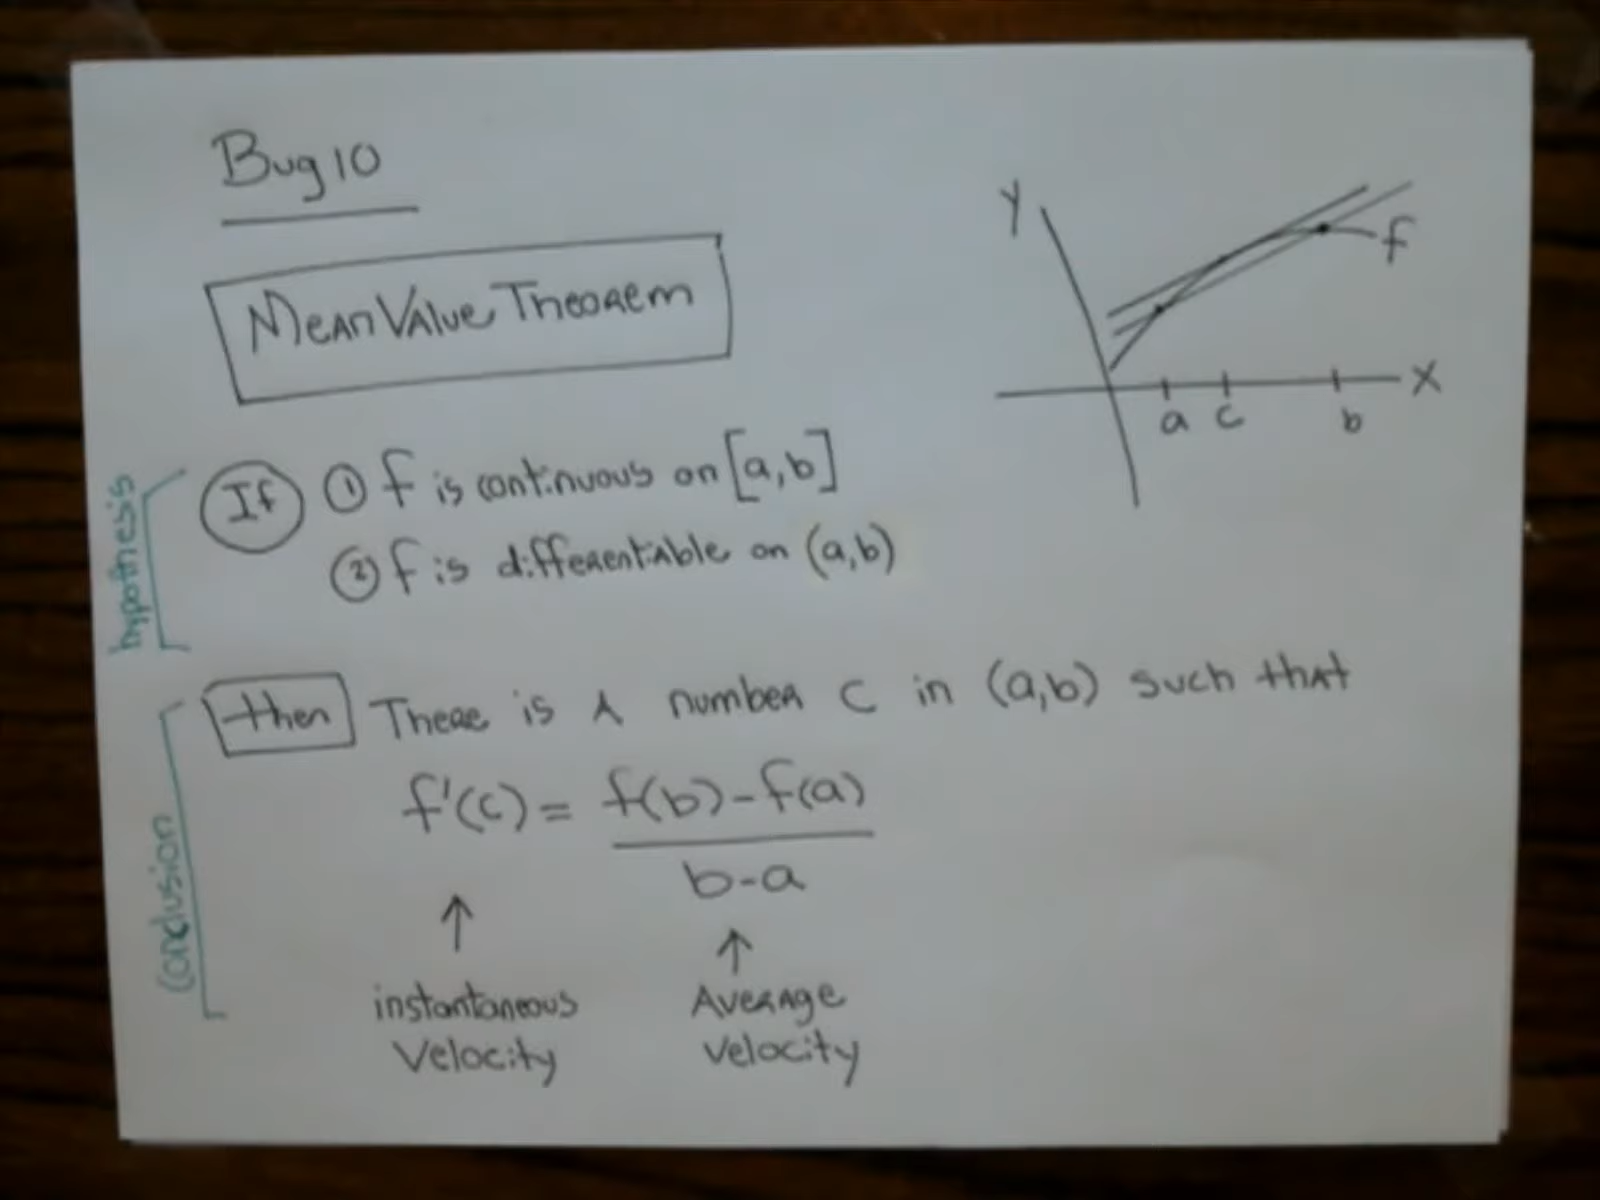 Bug 10
Mean Value Theorem
Y
f
X
a c b
hypothesis
If ① f is continuous on [a,b]
② f is differentiable on (a,b)
conclusion
then There is A number C in (a,b) such that
f'(c) = f(b)-f(a)
b-a
↑ ↑
instantaneous Average
Velocity Velocity